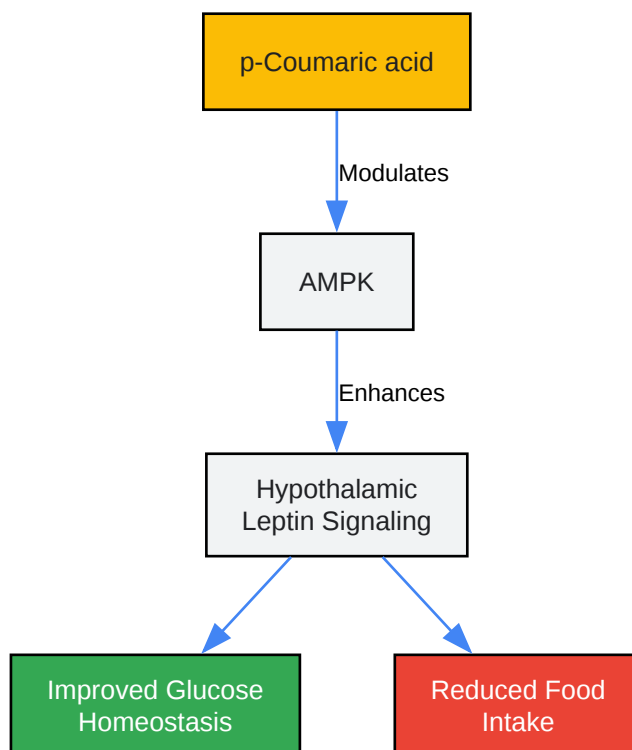 p-Coumaric acid
Modulates
AMPK
Enhances
Hypothalamic
Leptin Signaling
Improved Glucose
Homeostasis
Reduced Food
Intake